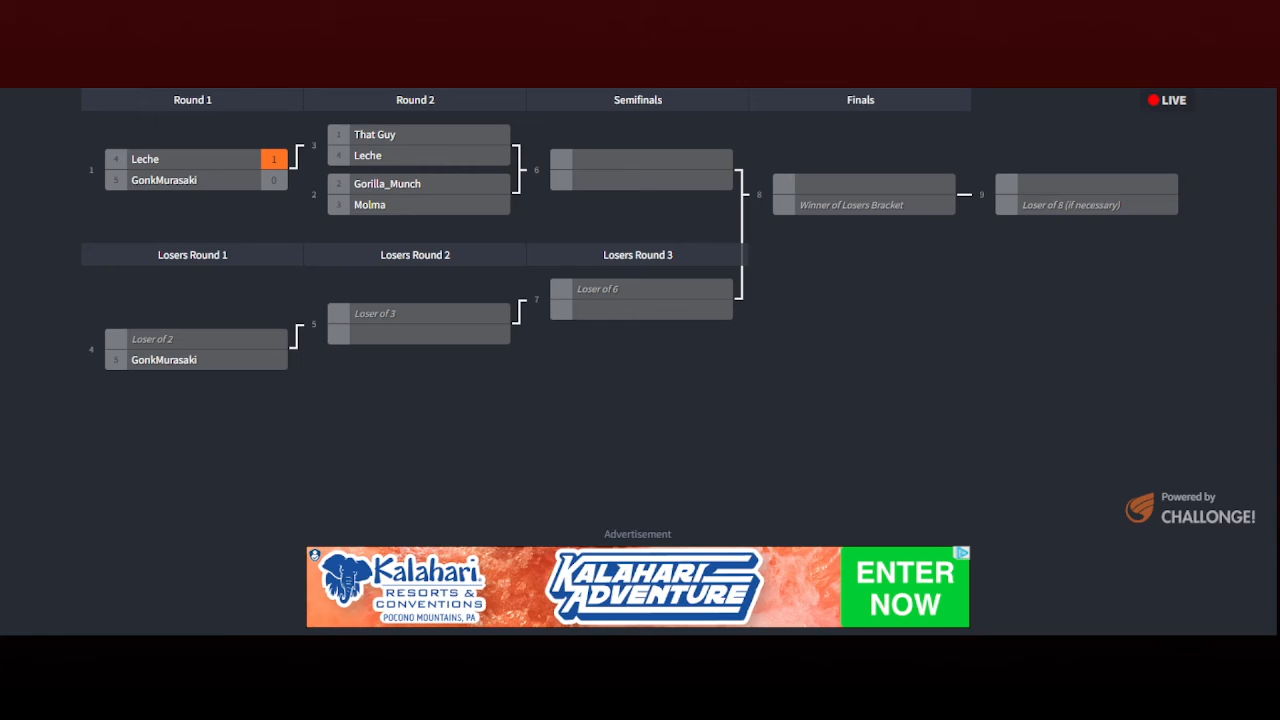 Round 1
Round 2
Semifinals
Finals
LIVE
1
4 Leche 1
5 GonkMurasaki 0
3
1 That Guy
4 Leche
2
2 Gorilla_Munch
3 Molma
6
8
Winner of Losers Bracket
9
Loser of 8 (if necessary)
Losers Round 1
Losers Round 2
Losers Round 3
4
Loser of 2
5 GonkMurasaki
5
Loser of 3
7
Loser of 6
Powered by
CHALLONGE!
Advertisement
Kalahari
RESORTS &
CONVENTIONS
POCONO MOUNTAINS, PA
KALAHARI
ADVENTURE
ENTER
NOW